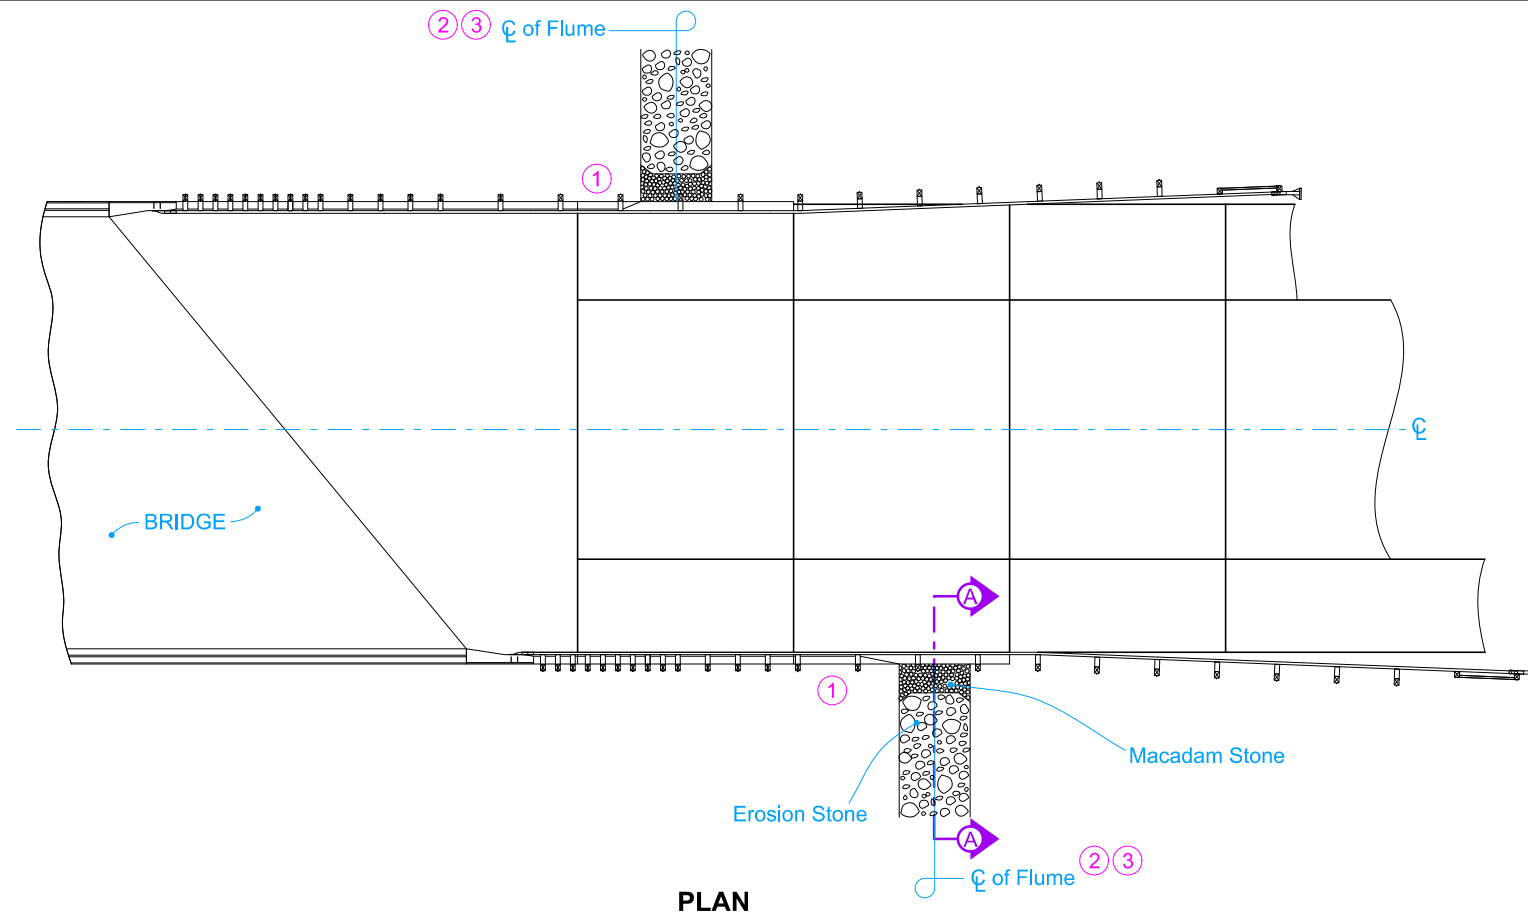 2 3 ℄ of Flume
1
℄
BRIDGE
A
1
Macadam Stone
Erosion Stone
A
2 3
℄ of Flume
PLAN